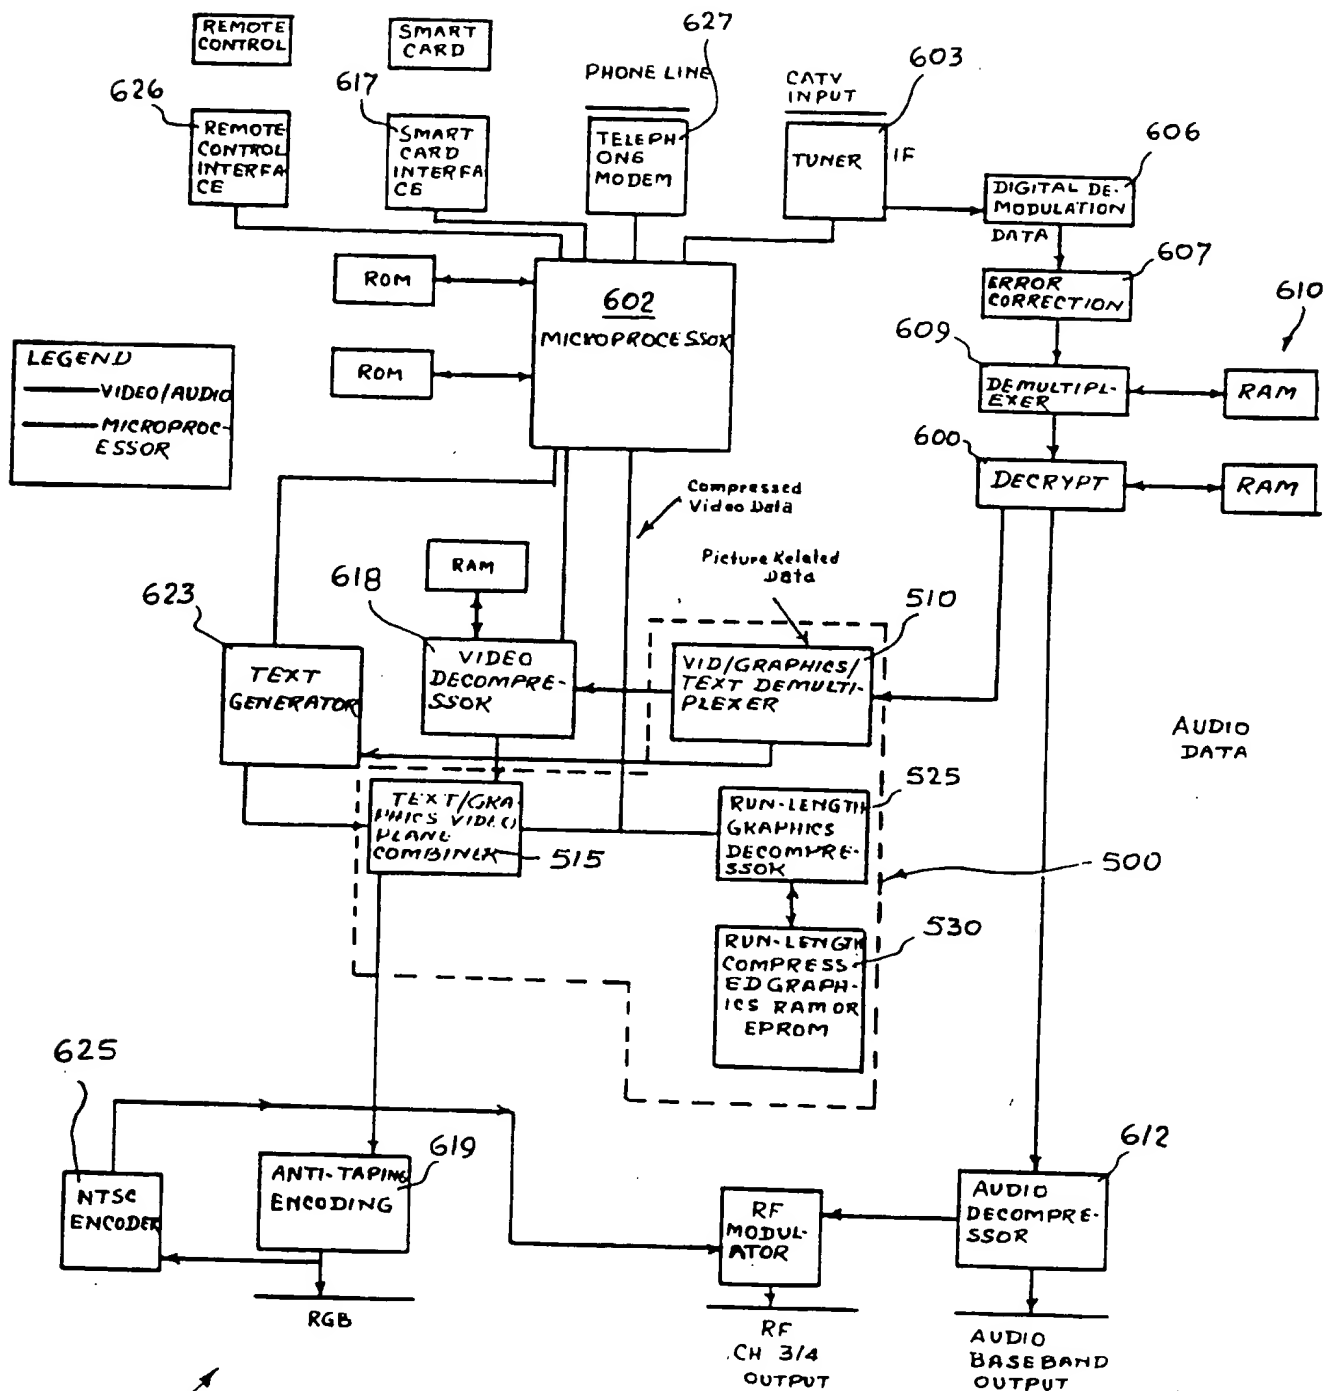 REMOTE
CONTROL
SMART
CARD
627
PHONE LINE
CATV
INPUT
603
626
617
REMOTE
CONTROL
INTERFA
CE
SMART
CARD
INTERFA
CE
TELEPH
ONE
MODEM
TUNER
IF
606
DIGITAL DE-
MODULATION
DATA
607
ERROR
CORRECTION
610
ROM
602
MICROPROCESSOR
609
DEMULTIPL-
EXER
RAM
ROM
LEGEND
VIDEO/AUDIO
MICROPROC-
ESSOR
600
DECRYPT
RAM
Compressed
Video Data
RAM
Picture Related
Data
618
623
510
TEXT
GENERATOR
VIDEO
DECOMPRE-
SSOR
VID/GRAPHICS/
TEXT DEMULTI-
PLEXER
AUDIO
DATA
525
TEXT/GRA-
PHICS VIDEO
PLANE
COMBINER
515
RUN-LENGTH
GRAPHICS
DECOMPRE-
SSOR
500
530
RUN-LENGTH
COMPRESS-
ED GRAPH-
ICS RAM OR
EPROM
625
619
612
NTSC
ENCODER
ANTI-TAPING
ENCODING
RF
MODUL-
ATOR
AUDIO
DECOMPRE-
SSOR
RGB
RF
CH 3/4
OUTPUT
AUDIO
BASEBAND
OUTPUT